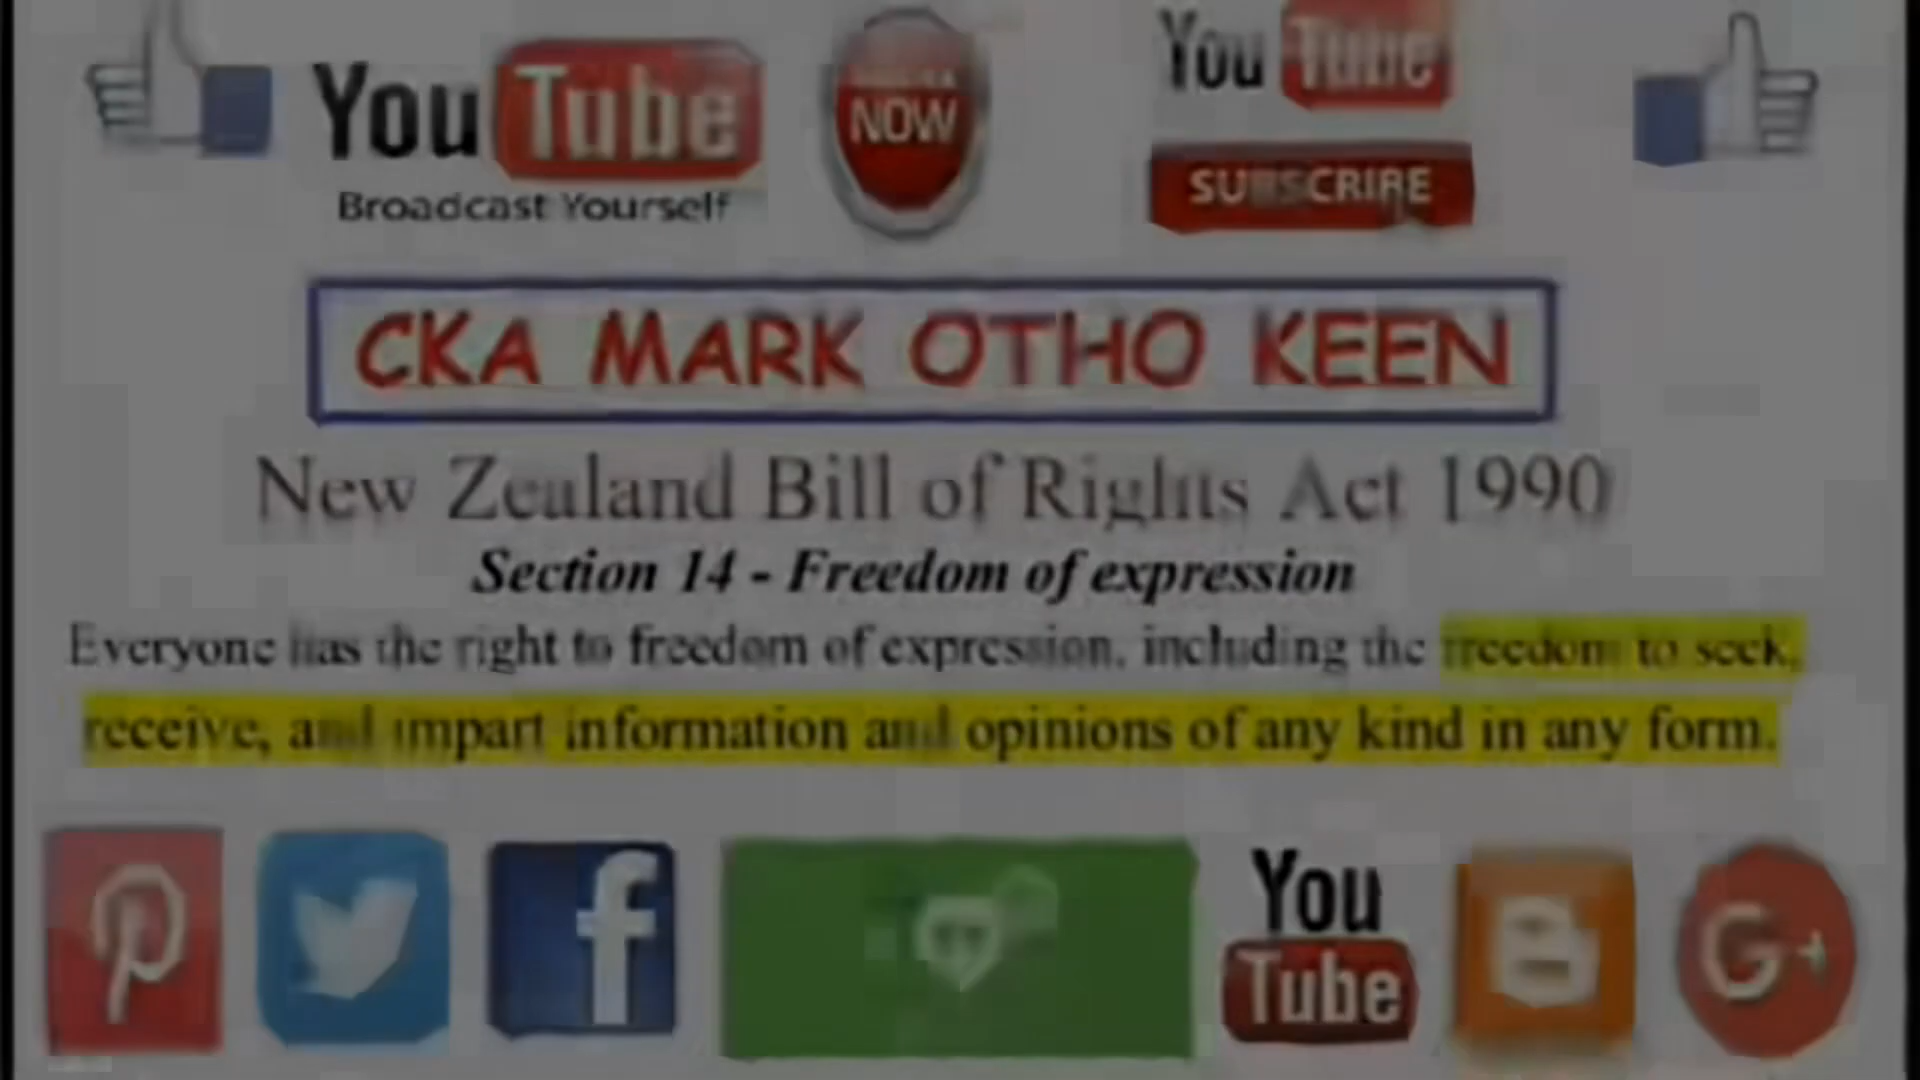 You Tube
Broadcast Yourself
NOW
You Tube
SUBSCRIBE
CKA MARK OTHO KEEN
New Zealand Bill of Rights Act 1990
Section 14 - Freedom of expression
Everyone has the right to freedom of expression, including the freedom to seek,
receive, and impart information and opinions of any kind in any form.
f
You
Tube
G+